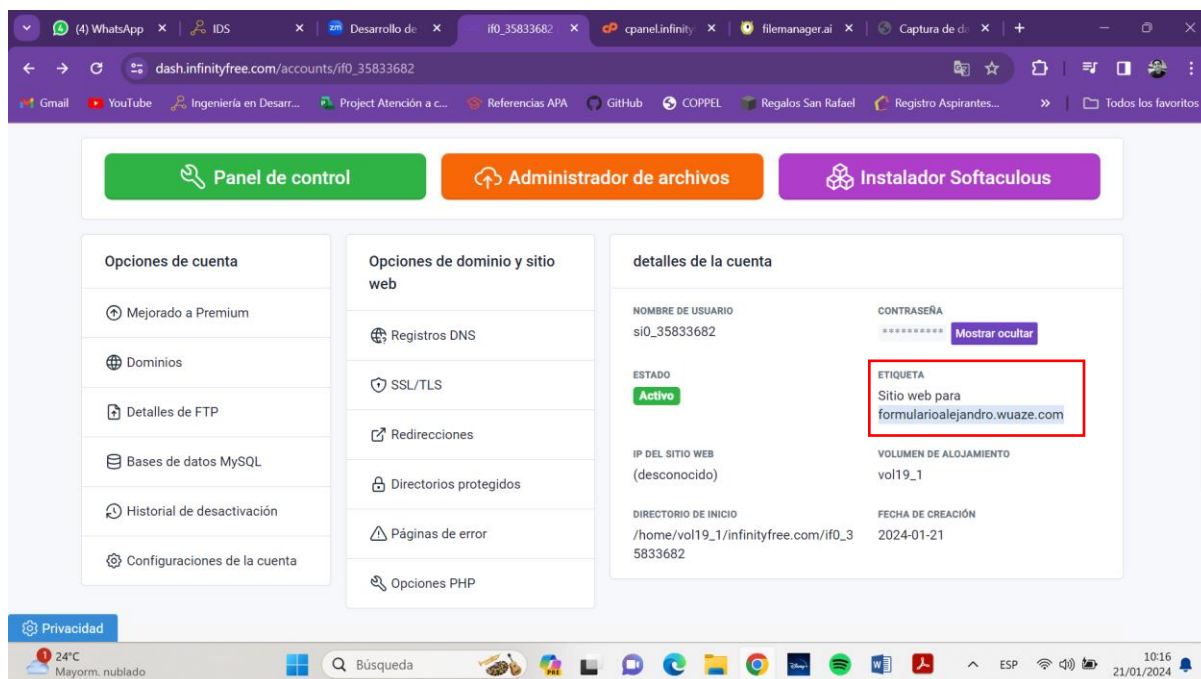 (4) WhatsApp
IDS
Desarrollo de
if0_35833682
cpanel.infinity
filemanager.ai
Captura de da
dash.infinityfree.com/accounts/if0_35833682
Gmail
YouTube
Ingeniería en Desarr...
Project Atención a c...
Referencias APA
GitHub
COPPEL
Regalos San Rafael
Registro Aspirantes...
»
Todos los favoritos
Panel de control
Administrador de archivos
Instalador Softaculous
Opciones de cuenta
Mejorado a Premium
Dominios
Detalles de FTP
Bases de datos MySQL
Historial de desactivación
Configuraciones de la cuenta
Opciones de dominio y sitio
web
Registros DNS
SSL/TLS
Redirecciones
Directorios protegidos
Páginas de error
Opciones PHP
detalles de la cuenta
NOMBRE DE USUARIO
si0_35833682
CONTRASEÑA
********** Mostrar ocultar
ESTADO
Activo
ETIQUETA
Sitio web para
formularioalejandro.wuaze.com
IP DEL SITIO WEB
(desconocido)
VOLUMEN DE ALOJAMIENTO
vol19_1
DIRECTORIO DE INICIO
/home/vol19_1/infinityfree.com/if0_3
5833682
FECHA DE CREACIÓN
2024-01-21
Privacidad
1
24°C
Mayorm. nublado
Búsqueda
ESP
10:16
21/01/2024